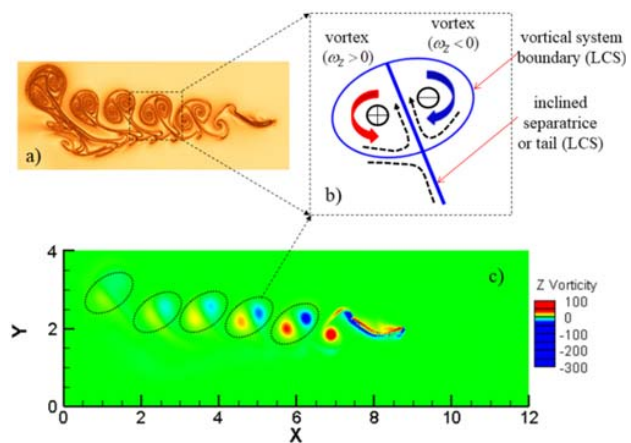 a)
vortex
(ωZ > 0)
vortex
(ωZ < 0)
vortical system
boundary (LCS)
inclined
separatrice
or tail (LCS)
b)
c)
Z Vorticity
100
0
-100
-200
-300
Y
4
2
0
0
2
4
6
8
10
12
X